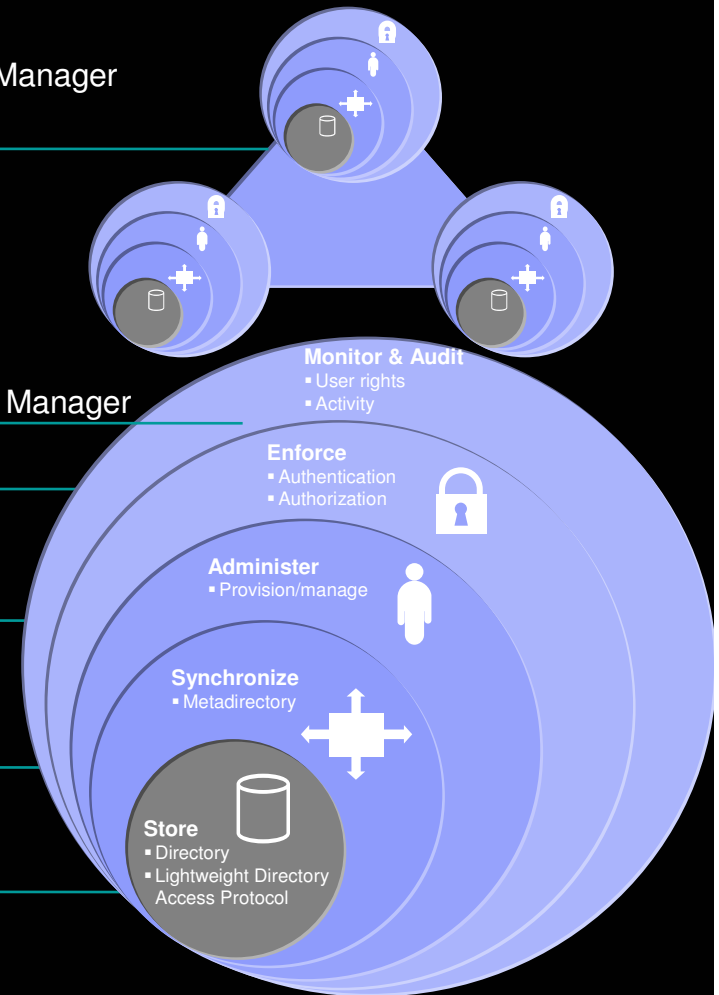 Manager
Monitor & Audit
▪ User rights
▪ Activity
Manager
Enforce
▪ Authentication
▪ Authorization
Administer
▪ Provision/manage
Synchronize
▪ Metadirectory
Store
▪ Directory
▪ Lightweight Directory
Access Protocol